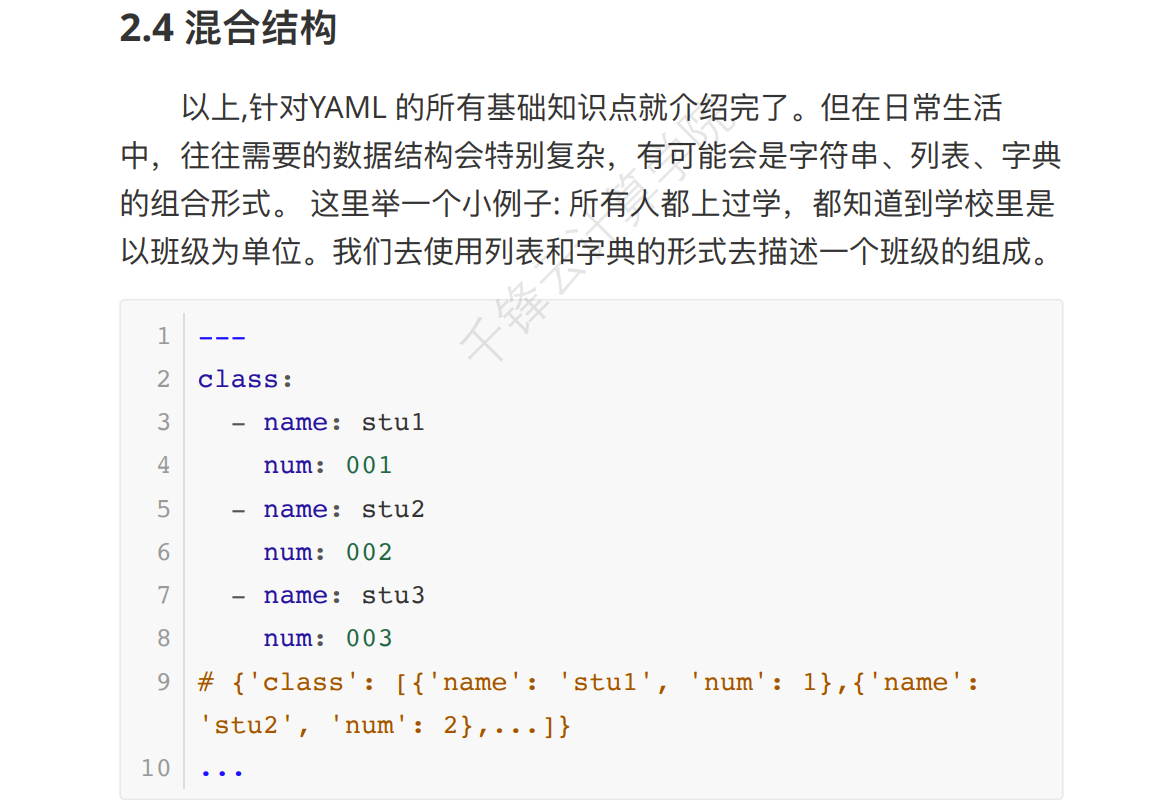 2.4 混合结构
以上,针对YAML 的所有基础知识点就介绍完了。但在日常生活
中，往往需要的数据结构会特别复杂，有可能会是字符串、列表、字典
的组合形式。 这里举一个小例子: 所有人都上过学，都知道到学校里是
以班级为单位。我们去使用列表和字典的形式去描述一个班级的组成。
千锋云计算学院
1 ---
2 class:
3   - name: stu1
4     num: 001
5   - name: stu2
6     num: 002
7   - name: stu3
8     num: 003
9 # {'class': [{'name': 'stu1', 'num': 1},{'name':
'stu2', 'num': 2},...]}
10 ...